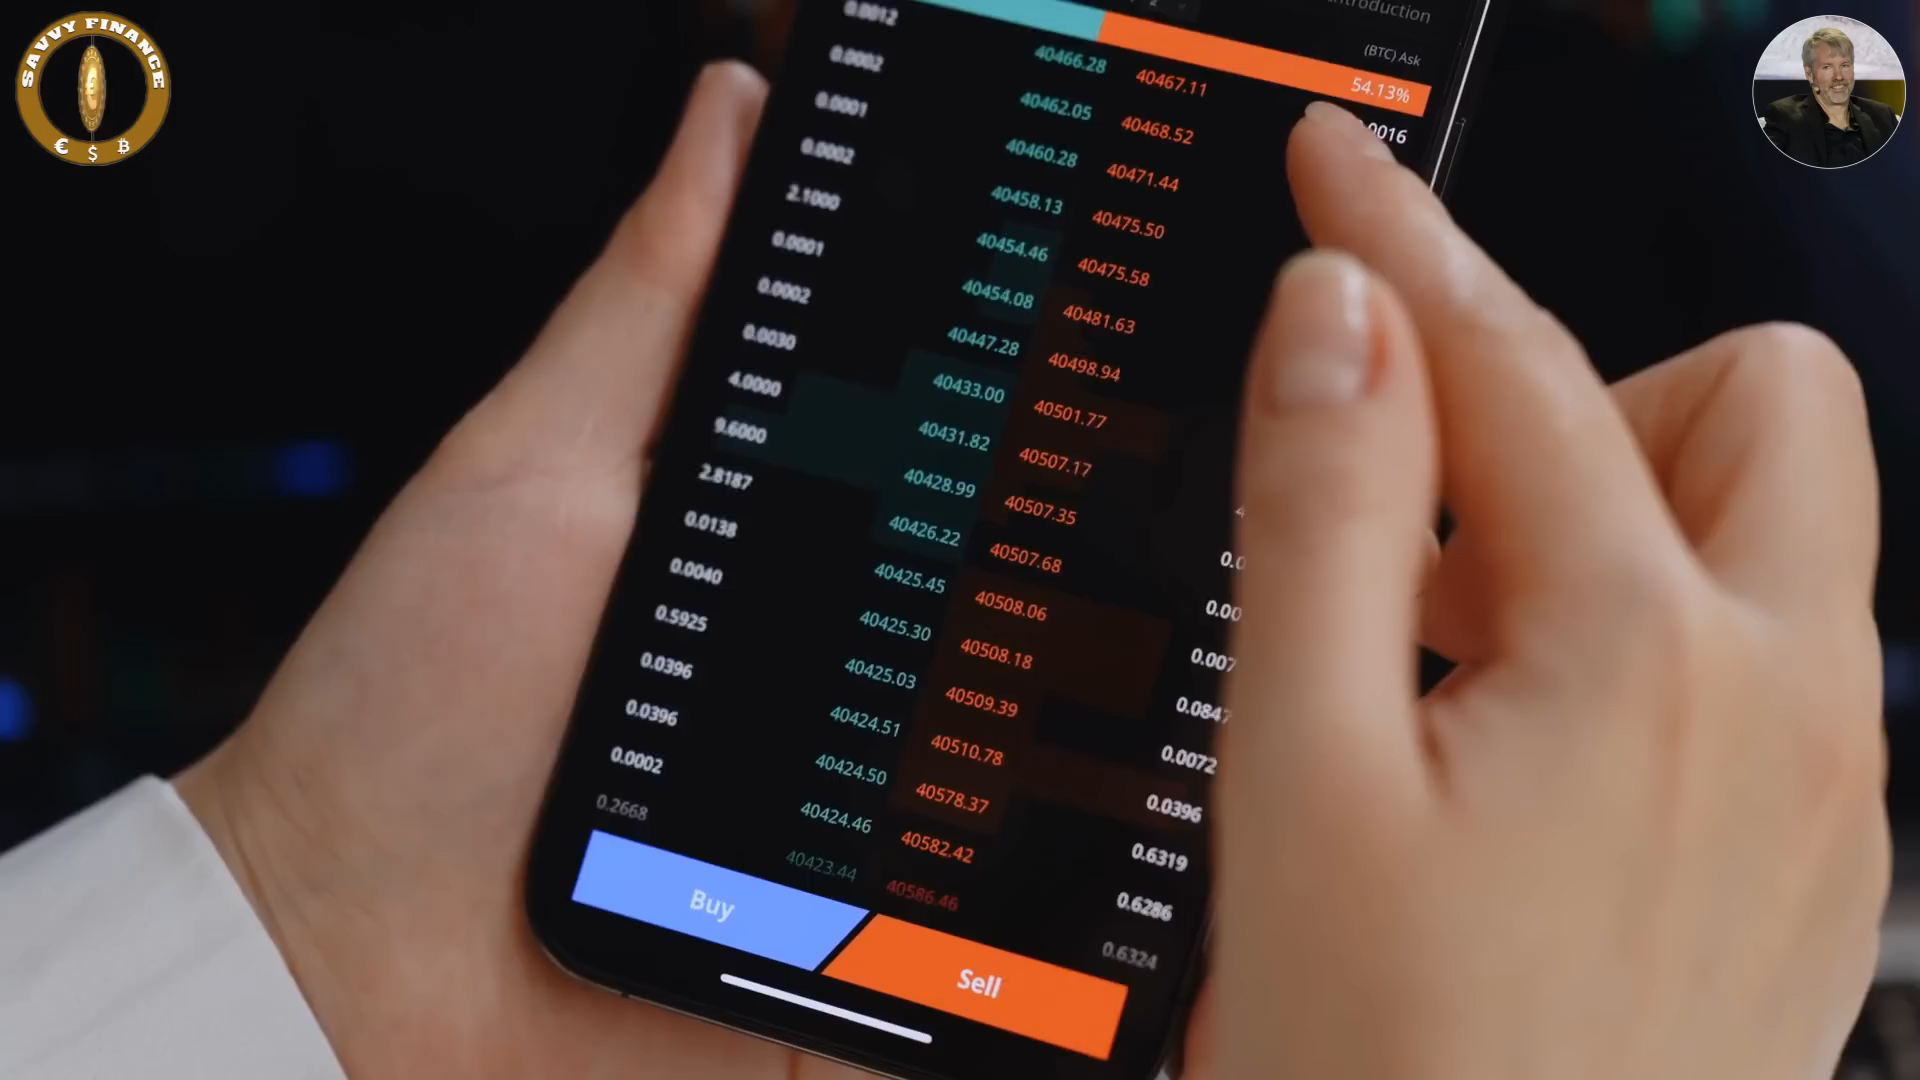 SAVVY FINANCE
€ $ ₿
(BTC) Ask
54.13%
0.0012 40466.28 40467.11
0.0002 40462.05 40468.52
0.0001 40460.28 40471.44
0.0002 40458.13 40475.50
2.1000 40454.46 40475.58
0.0001 40454.08 40481.63
0.0002 40447.28 40498.94
0.0030 40433.00 40501.77
4.0000 40431.82 40507.17
9.6000 40428.99 40507.35
2.8187 40426.22 40507.68
0.0138 40425.45 40508.06
0.0040 40425.30 40508.18
0.5925 40425.03 40509.39 0.0072
0.0396 40424.51 40510.78 0.0396
0.0396 40424.50 40578.37 0.6319
0.0002 40424.46 40582.42 0.6286
0.2668 40423.44 40586.46 0.6324
Buy Sell